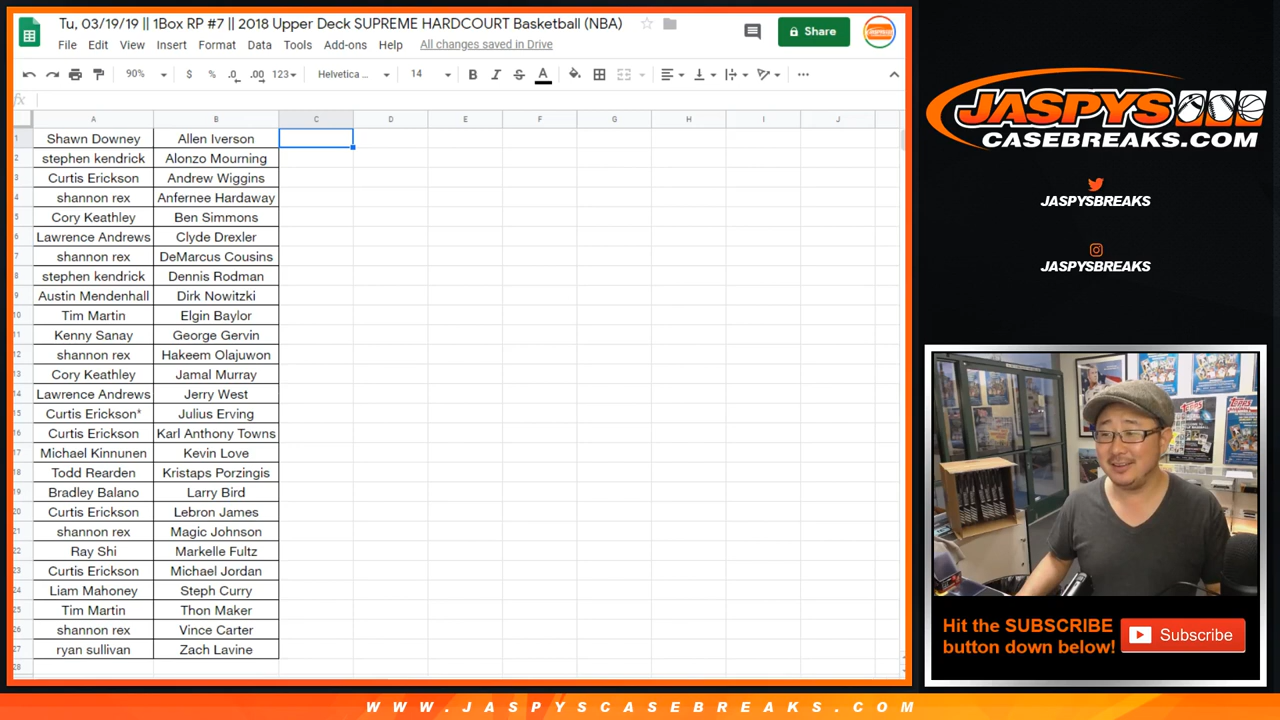 Tu, 03/19/19 || 1Box RP #7 || 2018 Upper Deck SUPREME HARDCOURT Basketball (NBA)
Share
File Edit View Insert Format Data Tools Add-ons Help All changes saved in Drive
90% $ % .0 .00 123 Helvetica ... 14 B I S A
fx
A B C D E F G H I J
1 Shawn Downey Allen Iverson
2 stephen kendrick Alonzo Mourning
3 Curtis Erickson Andrew Wiggins
4 shannon rex Anfernee Hardaway
5 Cory Keathley Ben Simmons
6 Lawrence Andrews Clyde Drexler
7 shannon rex DeMarcus Cousins
8 stephen kendrick Dennis Rodman
9 Austin Mendenhall Dirk Nowitzki
10 Tim Martin Elgin Baylor
11 Kenny Sanay George Gervin
12 shannon rex Hakeem Olajuwon
13 Cory Keathley Jamal Murray
14 Lawrence Andrews Jerry West
15 Curtis Erickson* Julius Erving
16 Curtis Erickson Karl Anthony Towns
17 Michael Kinnunen Kevin Love
18 Todd Rearden Kristaps Porzingis
19 Bradley Balano Larry Bird
20 Curtis Erickson Lebron James
21 shannon rex Magic Johnson
22 Ray Shi Markelle Fultz
23 Curtis Erickson Michael Jordan
24 Liam Mahoney Steph Curry
25 Tim Martin Thon Maker
26 shannon rex Vince Carter
27 ryan sullivan Zach Lavine
28
JASPYS
CASEBREAKS.COM
JASPYSBREAKS
JASPYSBREAKS
TOPPS
Hit the SUBSCRIBE
button down below!
Subscribe
WWW.JASPYSCASEBREAKS.COM